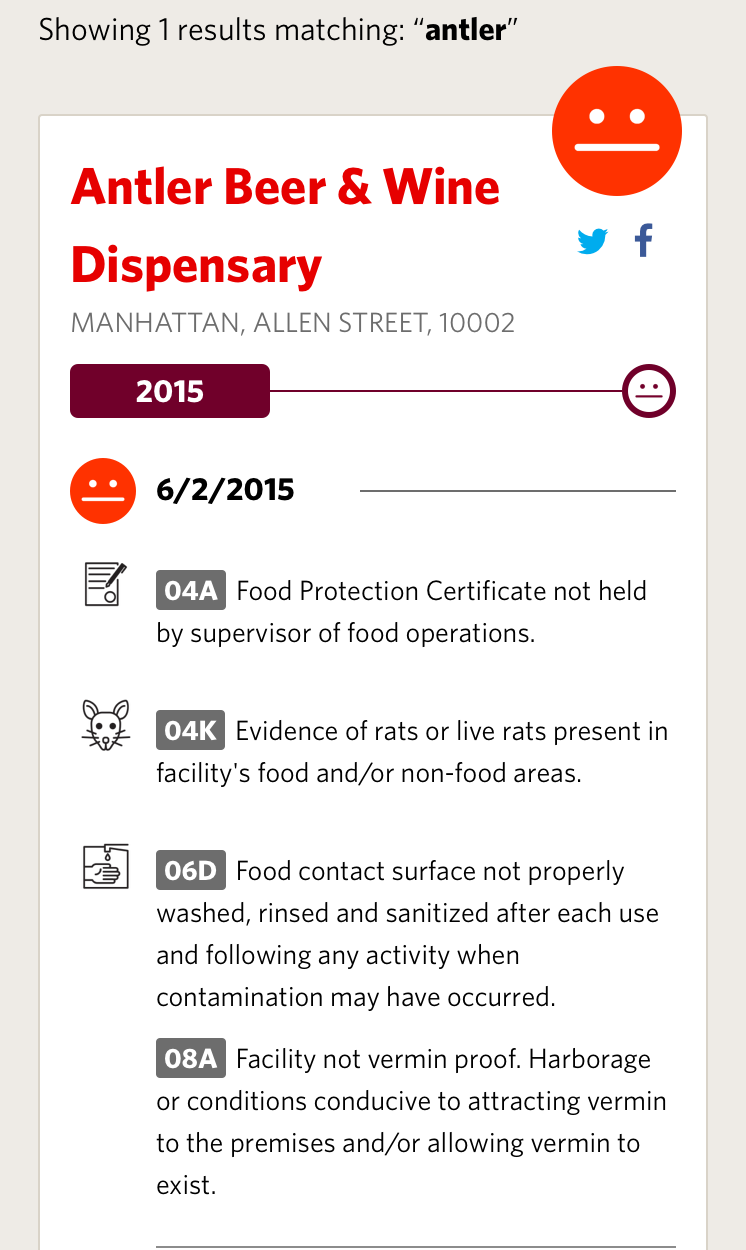 Showing 1 results matching: “antler”
Antler Beer & Wine
Dispensary
MANHATTAN, ALLEN STREET, 10002
2015
6/2/2015
04A Food Protection Certificate not held
by supervisor of food operations.
04K Evidence of rats or live rats present in
facility's food and/or non-food areas.
06D Food contact surface not properly
washed, rinsed and sanitized after each use
and following any activity when
contamination may have occurred.
08A Facility not vermin proof. Harborage
or conditions conducive to attracting vermin
to the premises and/or allowing vermin to
exist.